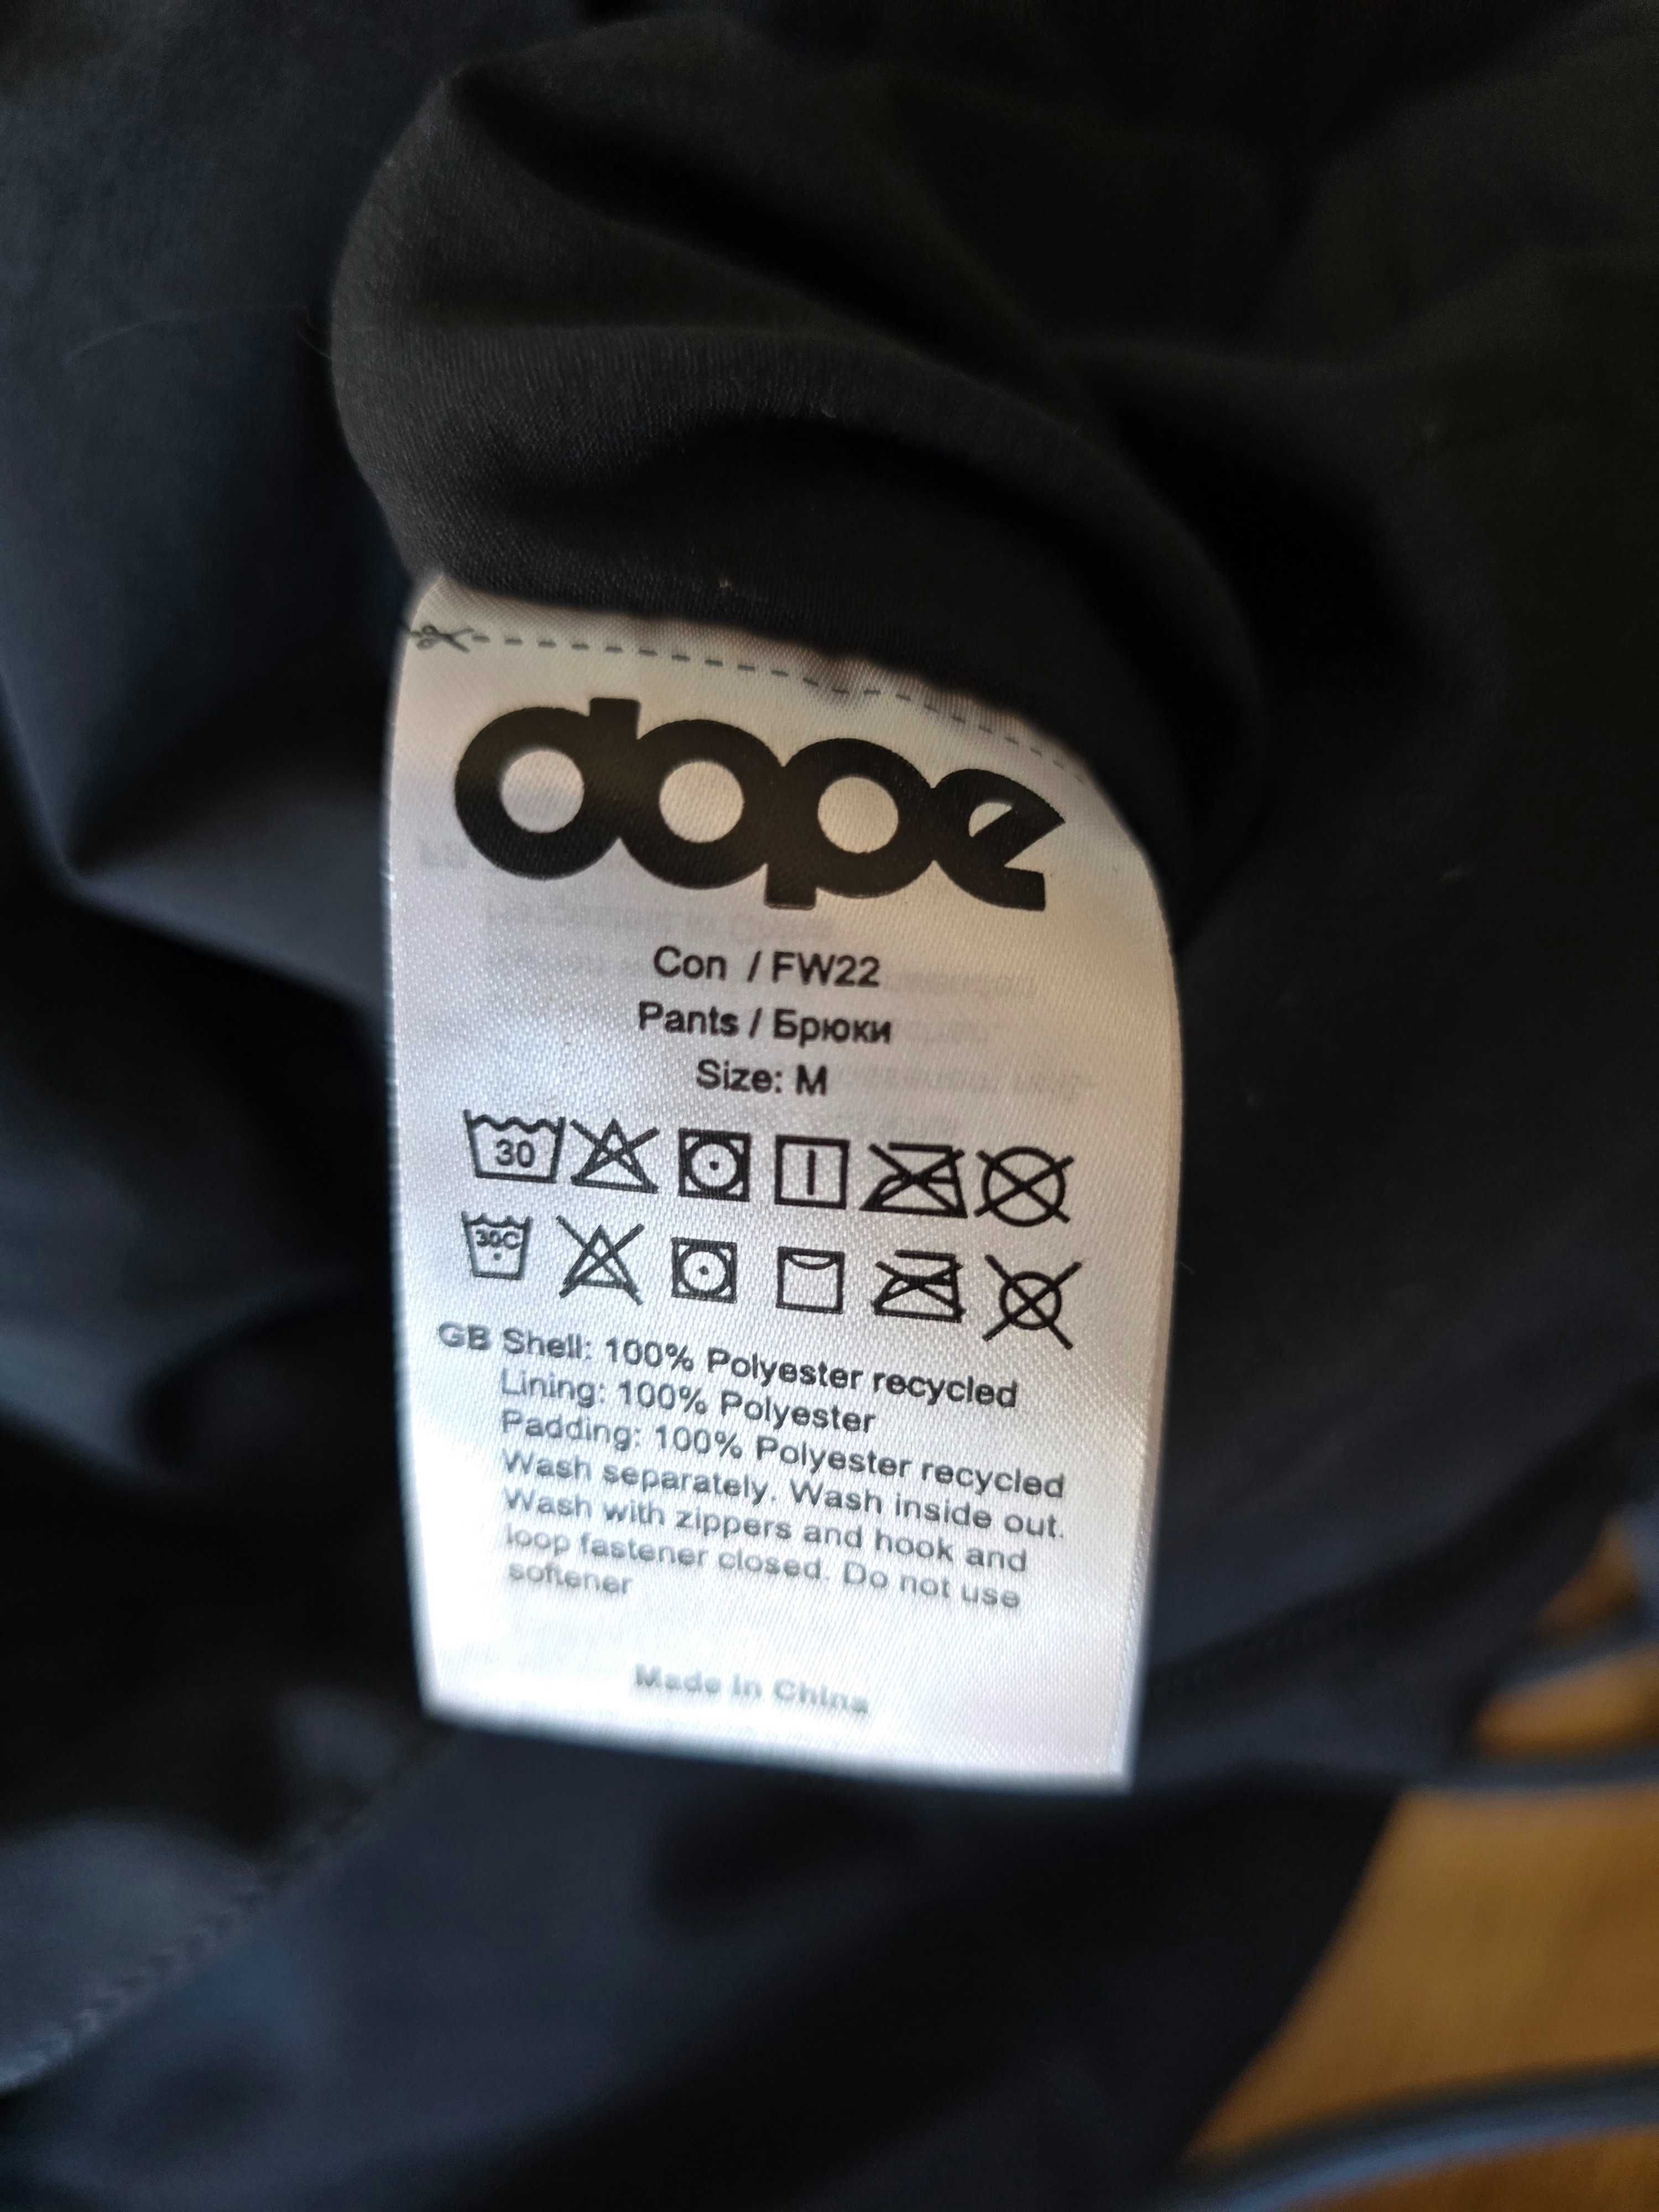 dope
Con / FW22
Pants / Брюки
Size: M
30
30C
GB Shell: 100% Polyester recycled
Lining: 100% Polyester
Padding: 100% Polyester recycled
Wash separately. Wash inside out.
Wash with zippers and hook and
loop fastener closed. Do not use
softener
Made in China